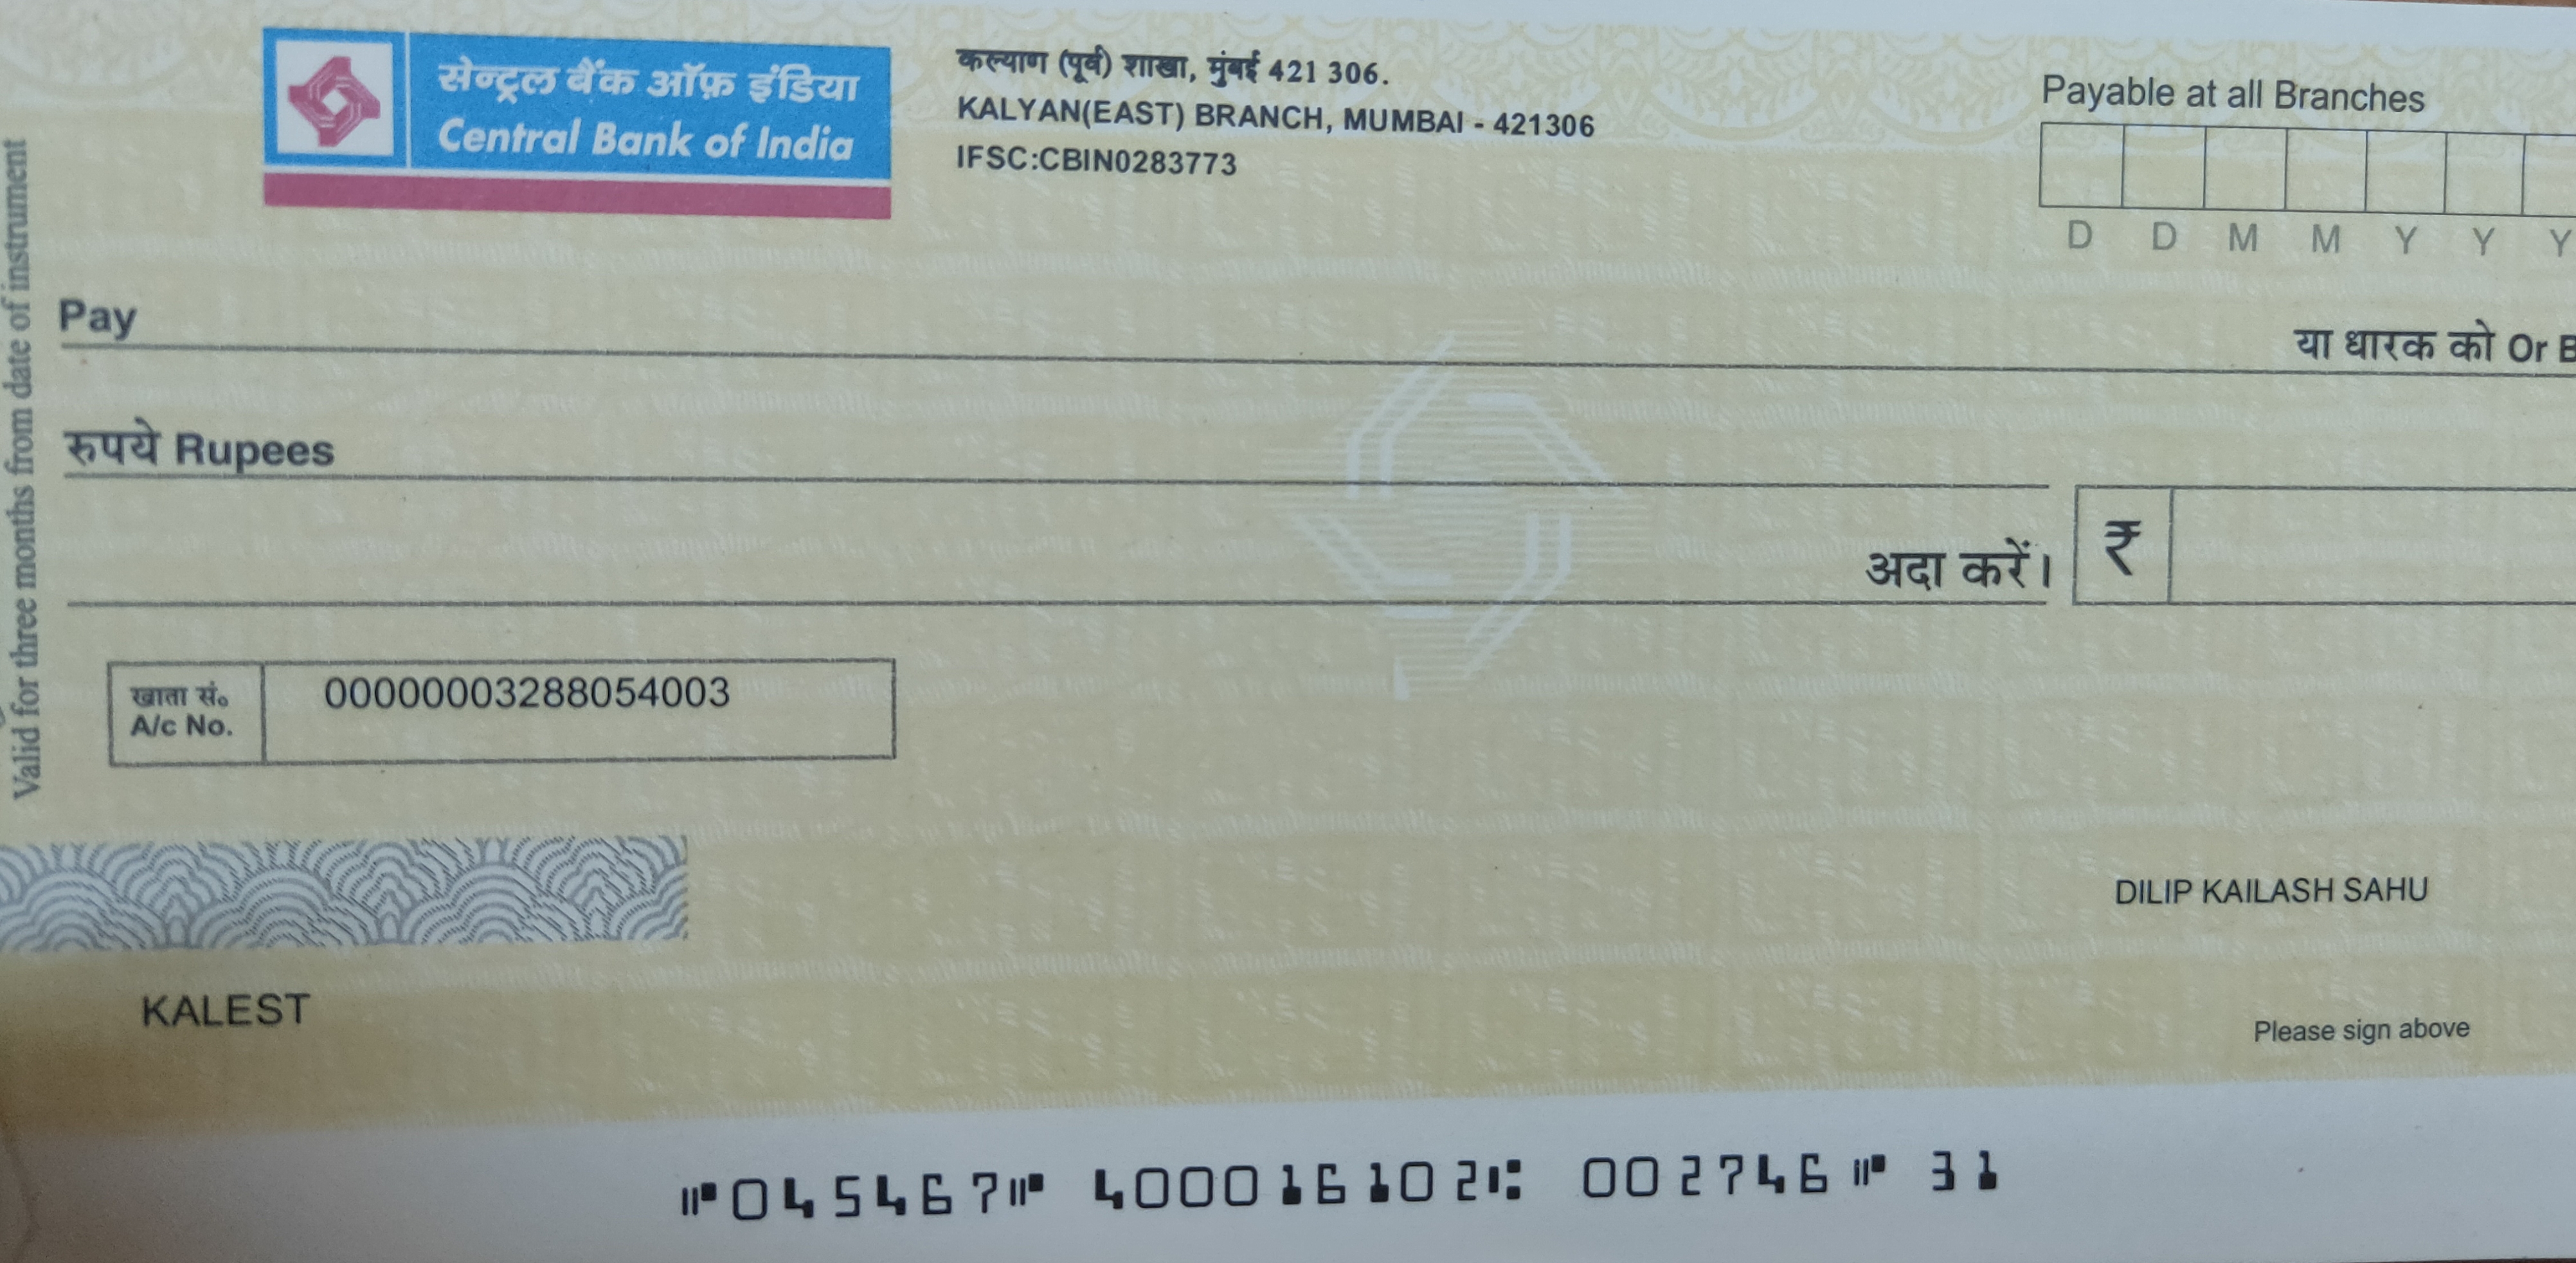 सेन्ट्रल बैंक ऑफ़ इंडिया
Central Bank of India
कल्याण (पूर्व) शाखा, मुंबई 421 306.
KALYAN(EAST) BRANCH, MUMBAI - 421306
IFSC:CBIN0283773
Payable at all Branches
D D M M Y Y Y
Valid for three months from date of instrument
Pay
या धारक को Or B
रुपये Rupees
अदा करें। ₹
खाता सं०
A/c No.
00000003288054003
DILIP KAILASH SAHU
KALEST
Please sign above
⑈045467⑈ 400016102⑆ 002746⑈ 31